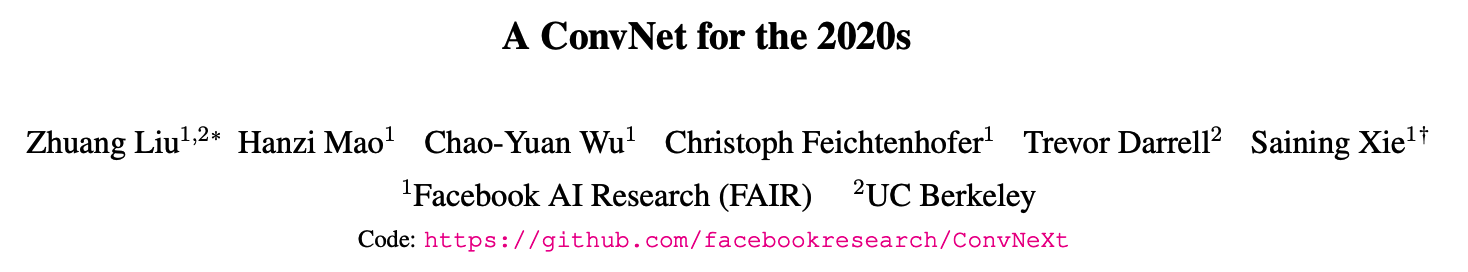 A ConvNet for the 2020s
Zhuang Liu1,2* Hanzi Mao1 Chao-Yuan Wu1 Christoph Feichtenhofer1 Trevor Darrell2 Saining Xie1†
1Facebook AI Research (FAIR) 2UC Berkeley
Code: https://github.com/facebookresearch/ConvNeXt